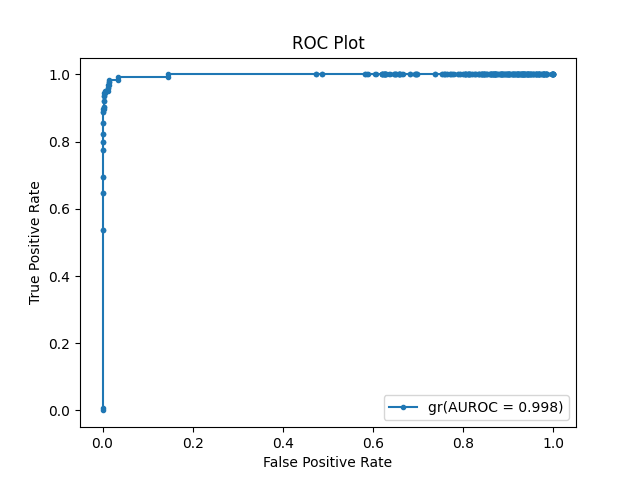 ROC Plot
True Positive Rate
1.0
0.8
0.6
0.4
0.2
0.0
gr(AUROC = 0.998)
0.0 0.2 0.4 0.6 0.8 1.0
False Positive Rate